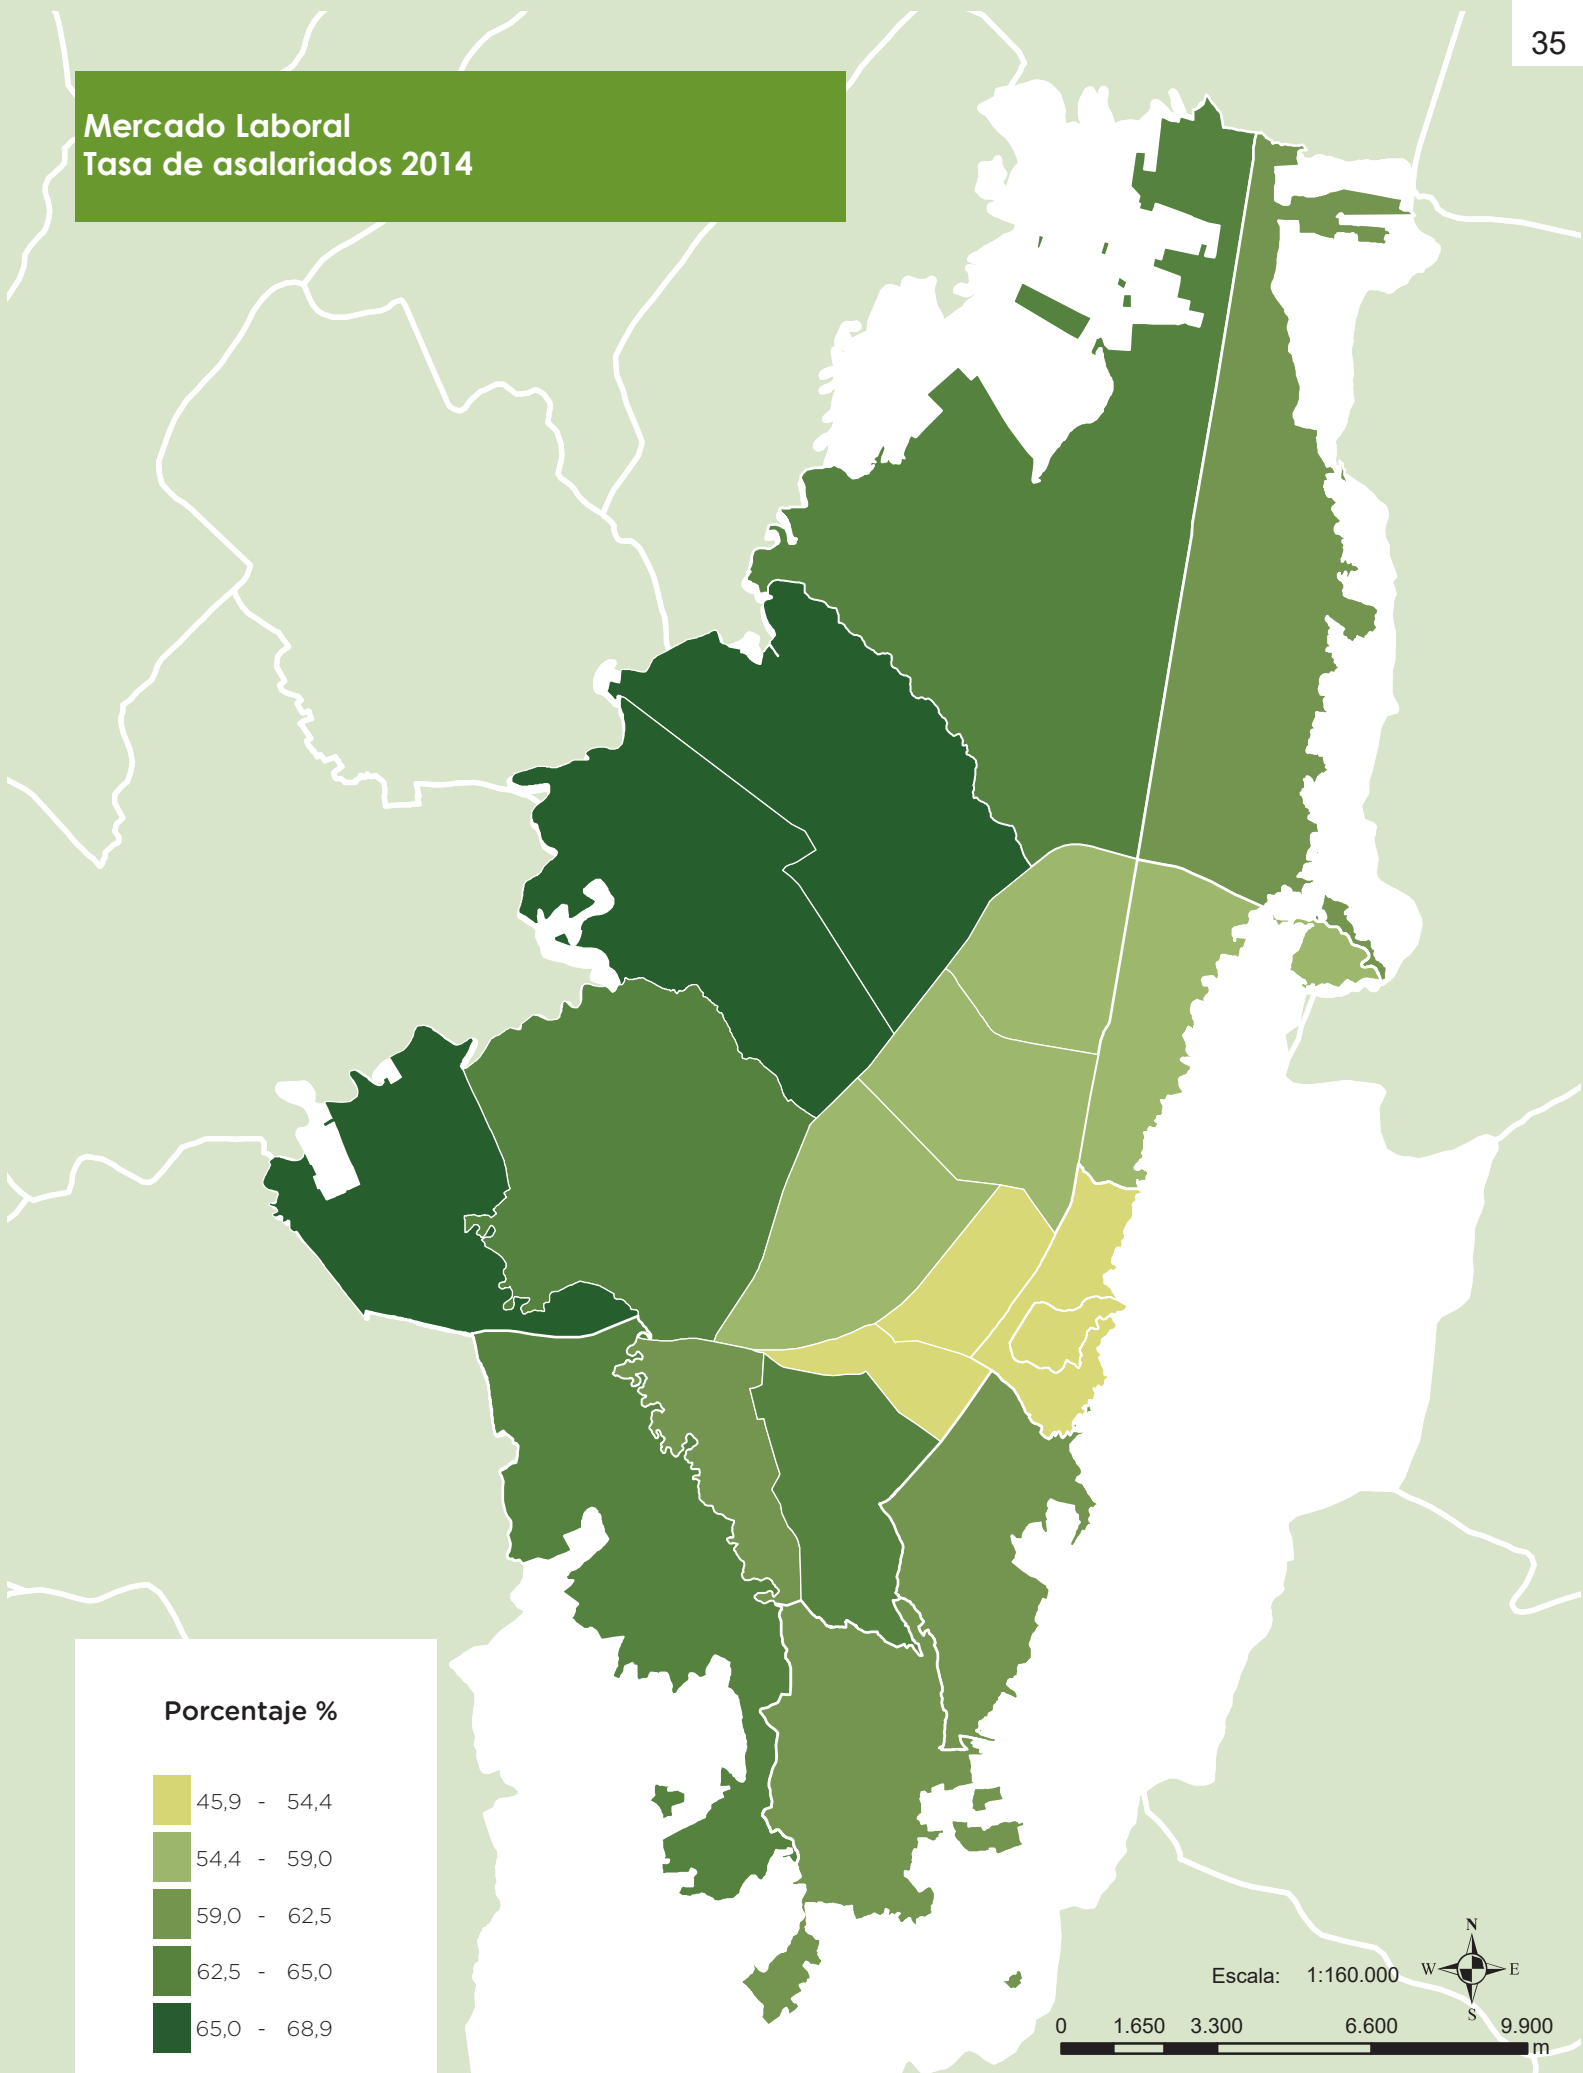 35
Mercado Laboral
Tasa de asalariados 2014
Porcentaje %
45,9 - 54,4
54,4 - 59,0
59,0 - 62,5
62,5 - 65,0
65,0 - 68,9
Escala: 1:160.000
N
W E
S
0 1.650 3.300 6.600 9.900
m